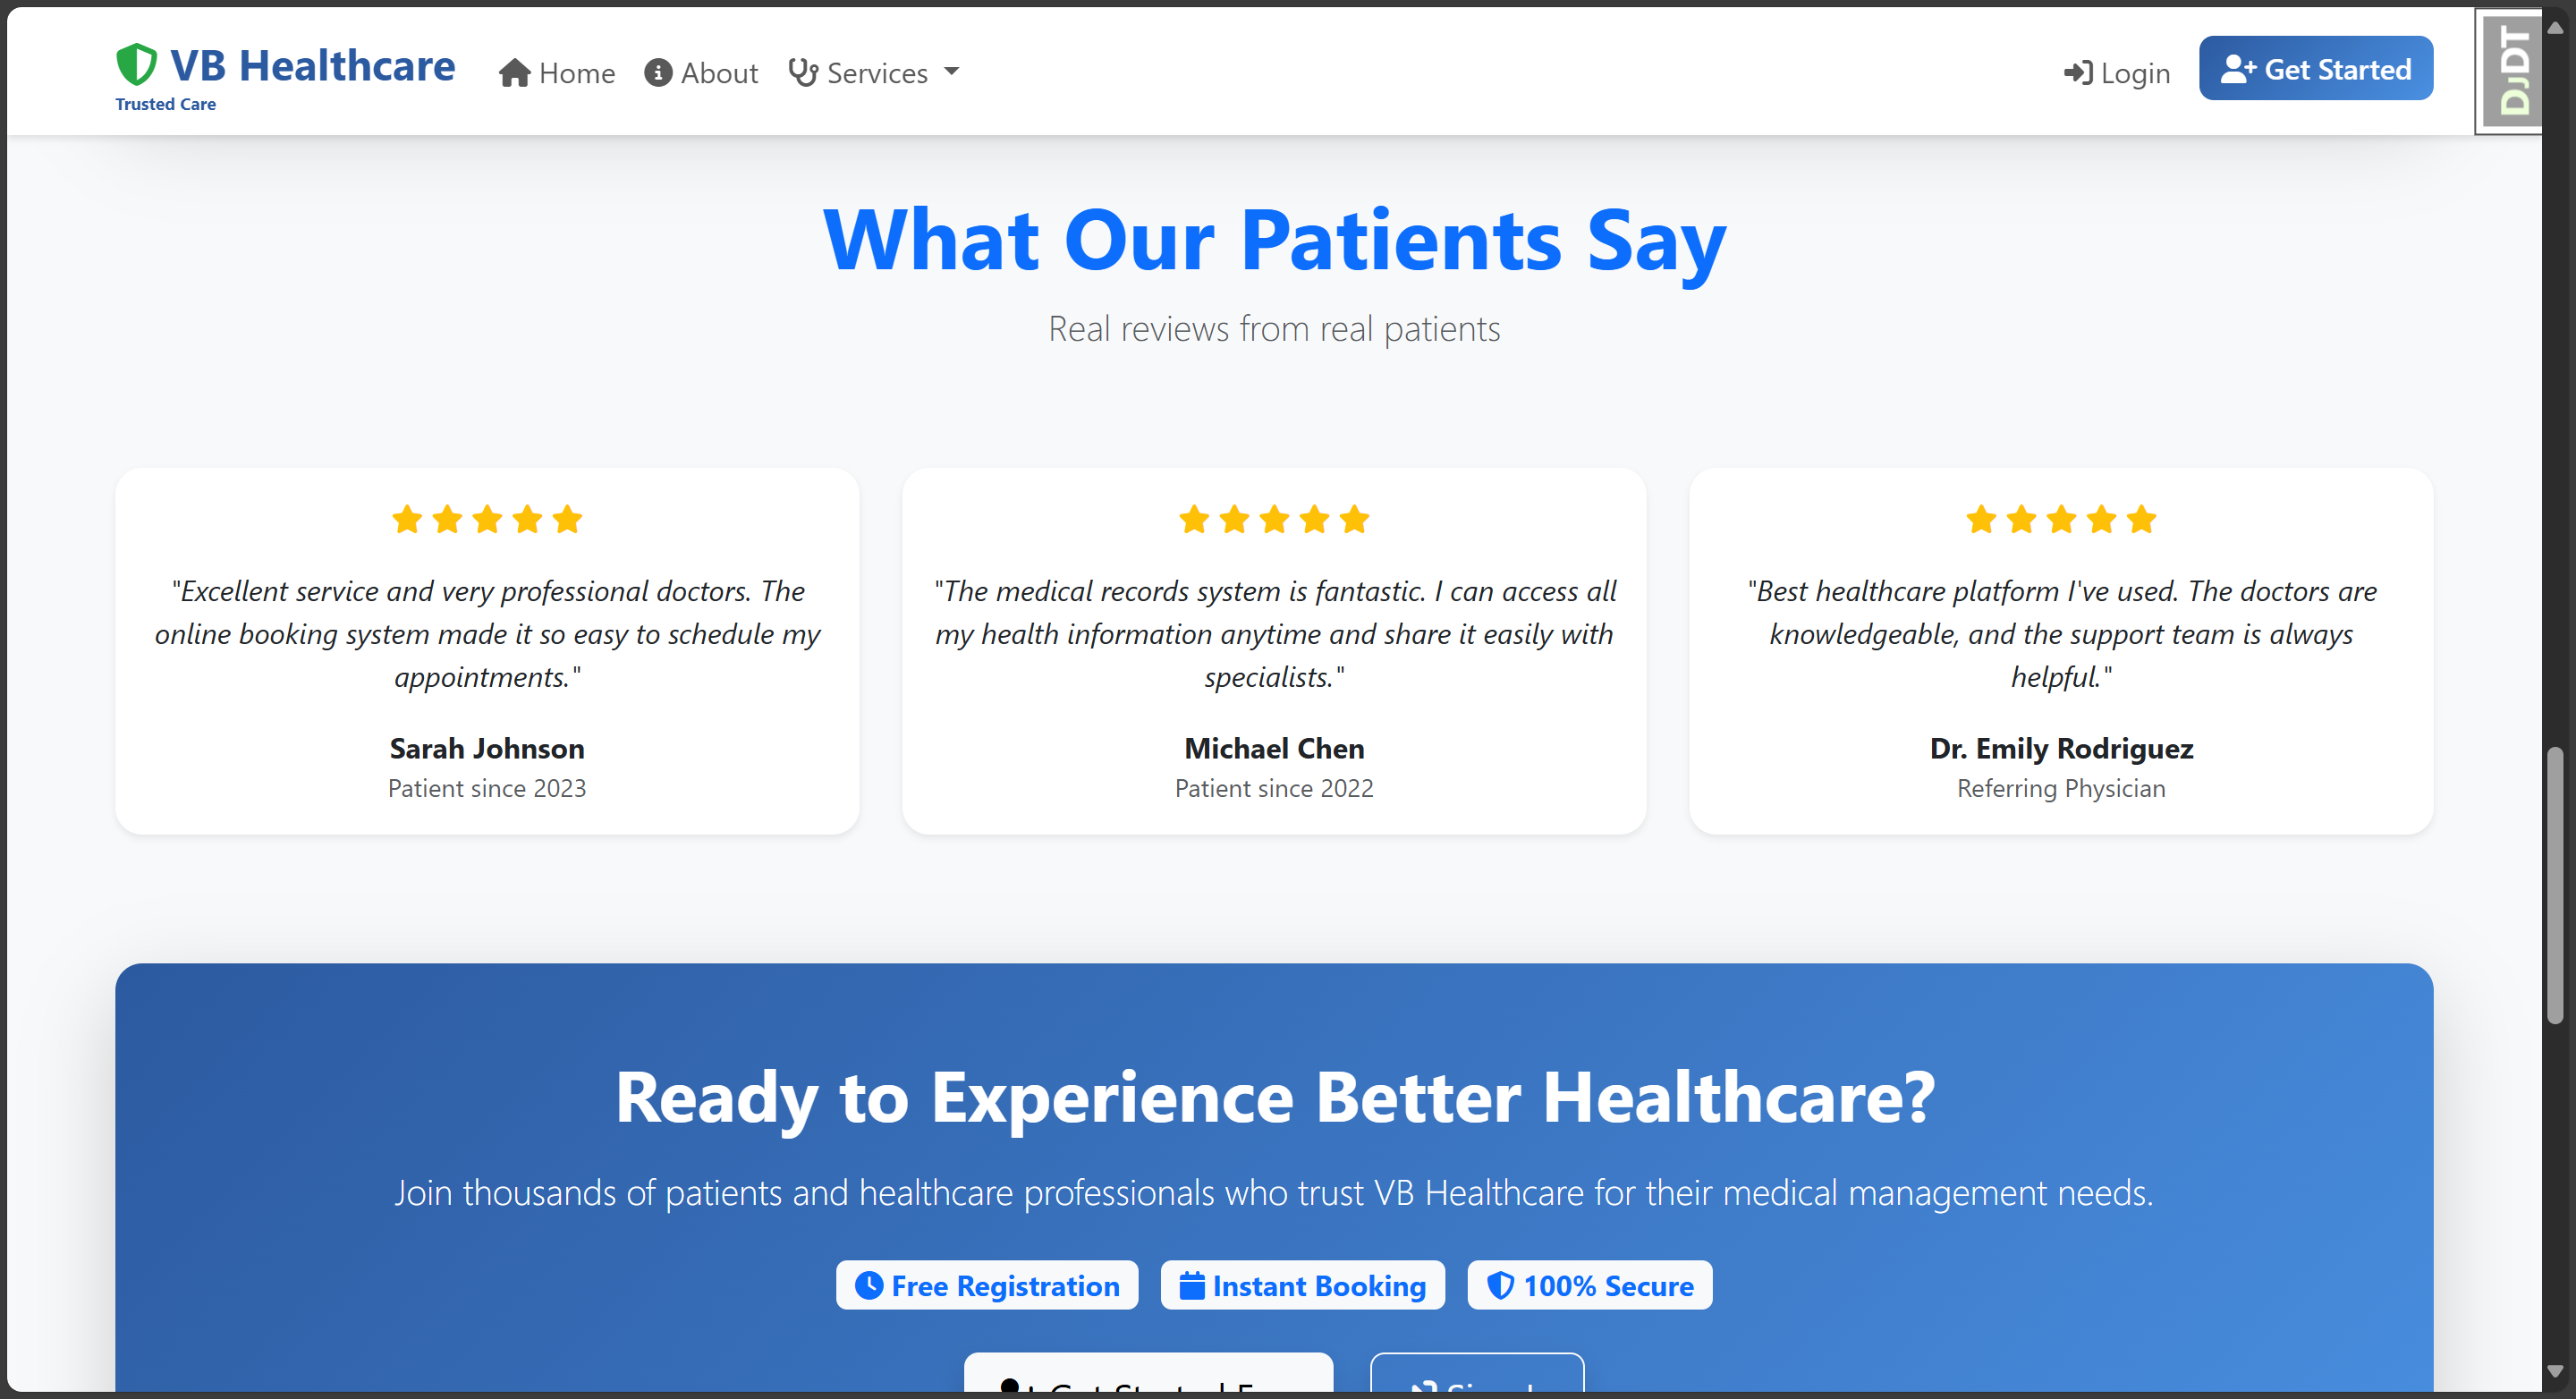 VB Healthcare
Trusted Care
Home
About
Services
Login
Get Started
DJDT
What Our Patients Say
Real reviews from real patients
"Excellent service and very professional doctors. The
online booking system made it so easy to schedule my
appointments."
Sarah Johnson
Patient since 2023
"The medical records system is fantastic. I can access all
my health information anytime and share it easily with
specialists."
Michael Chen
Patient since 2022
"Best healthcare platform I've used. The doctors are
knowledgeable, and the support team is always
helpful."
Dr. Emily Rodriguez
Referring Physician
Ready to Experience Better Healthcare?
Join thousands of patients and healthcare professionals who trust VB Healthcare for their medical management needs.
Free Registration
Instant Booking
100% Secure
Get Started